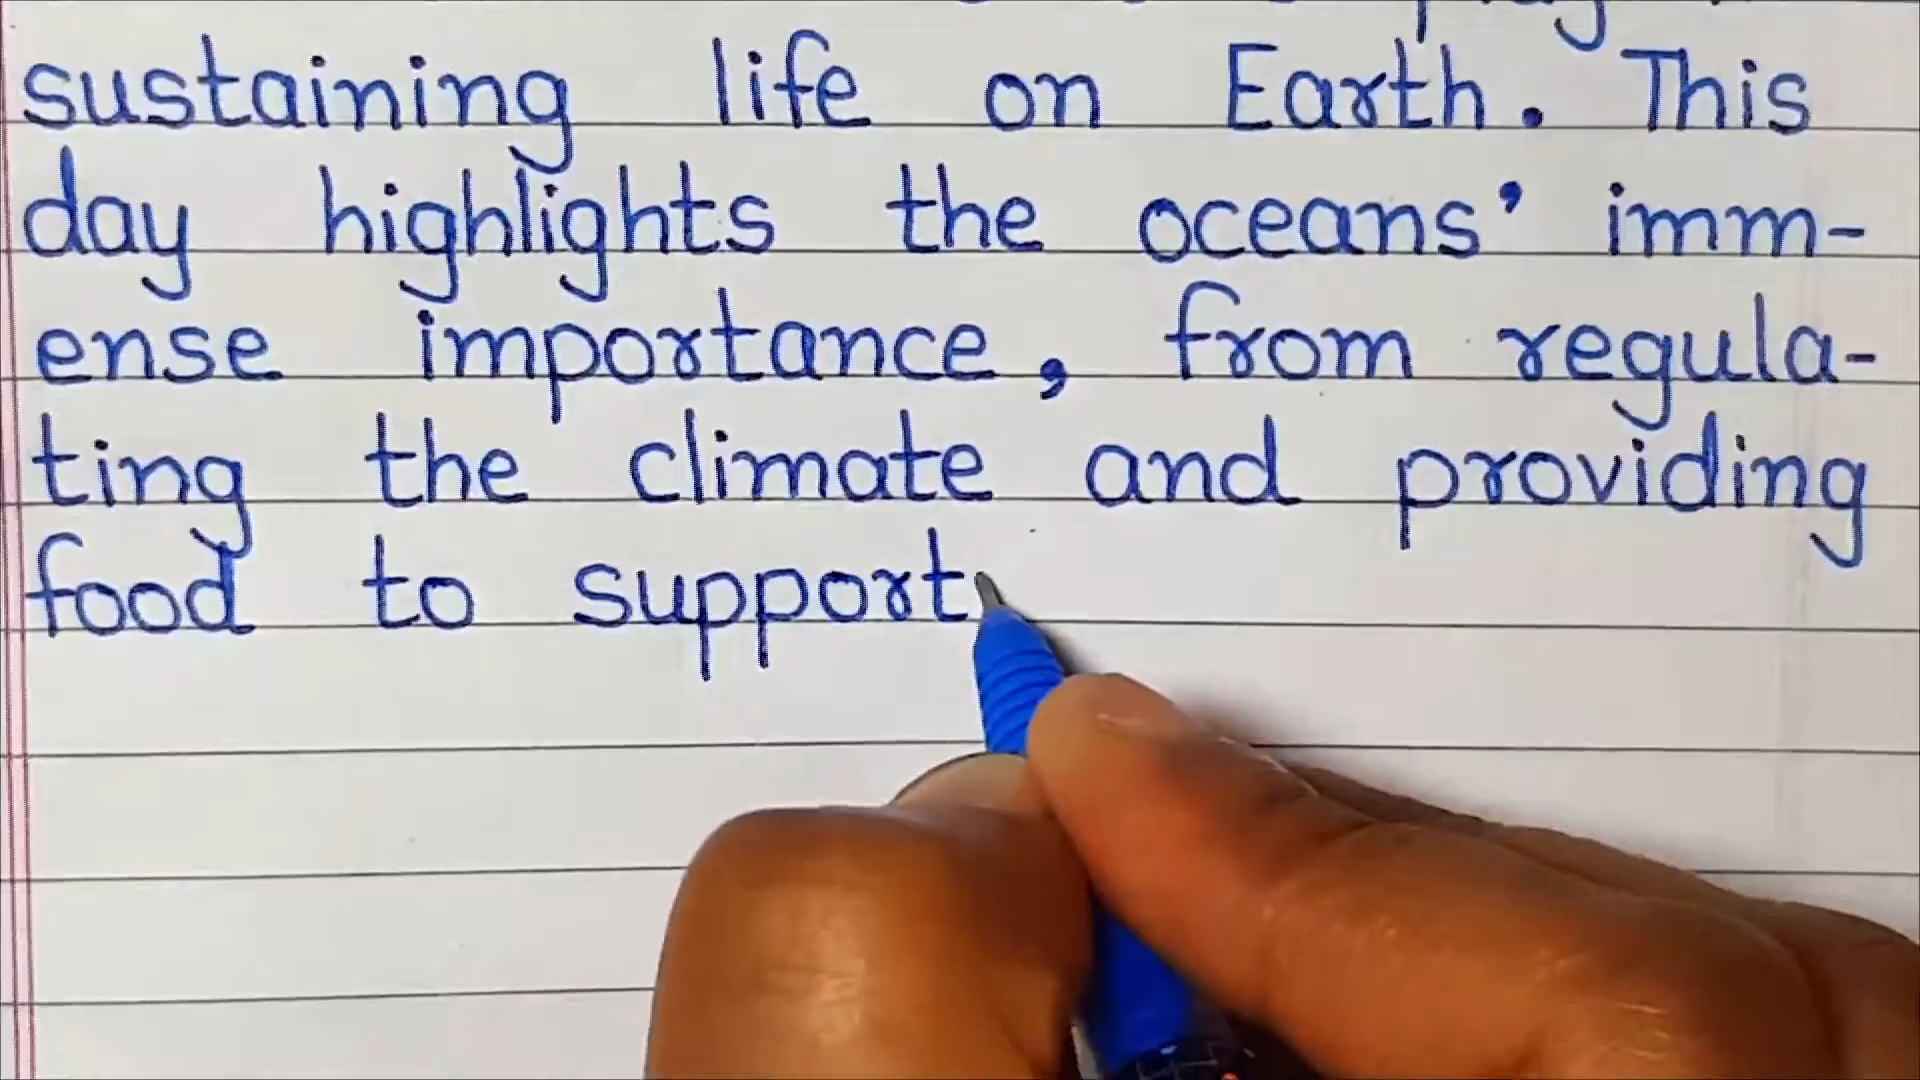 sustaining life on Earth. This
day highlights the oceans' imm-
ense importance, from regula-
ting the climate and providing
food to support